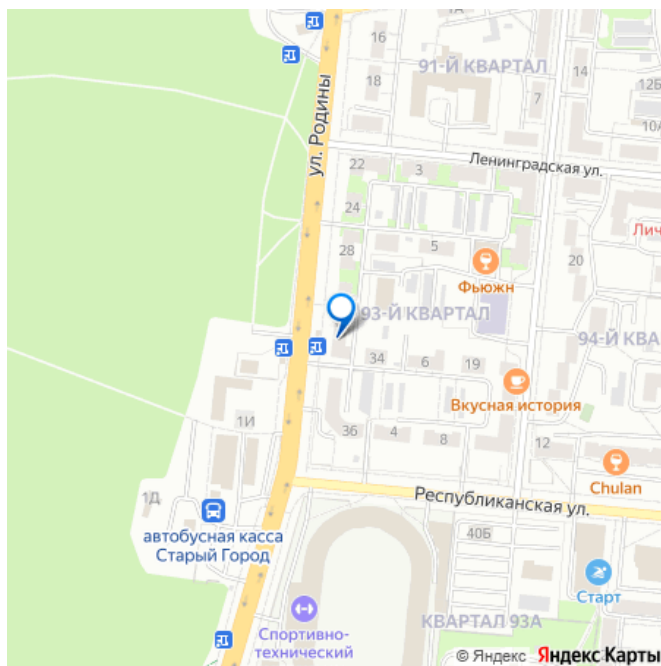 1А
16
91-Й КВАРТАЛ
14
18
12Б
7
10А
ул. Родины
Ленинградская ул.
22
3
24
Лич
28
5
20
Фьюжн
93-Й КВАРТАЛ
94-Й КВА
34
6
19
Вкусная история
1И
36
4
8
12
Chulan
1Д
Республиканская ул.
автобусная касса
Старый Город
40Б
Старт
КВАРТАЛ 93А
Спортивно-
технический
© Яндекс Яндекс Карты